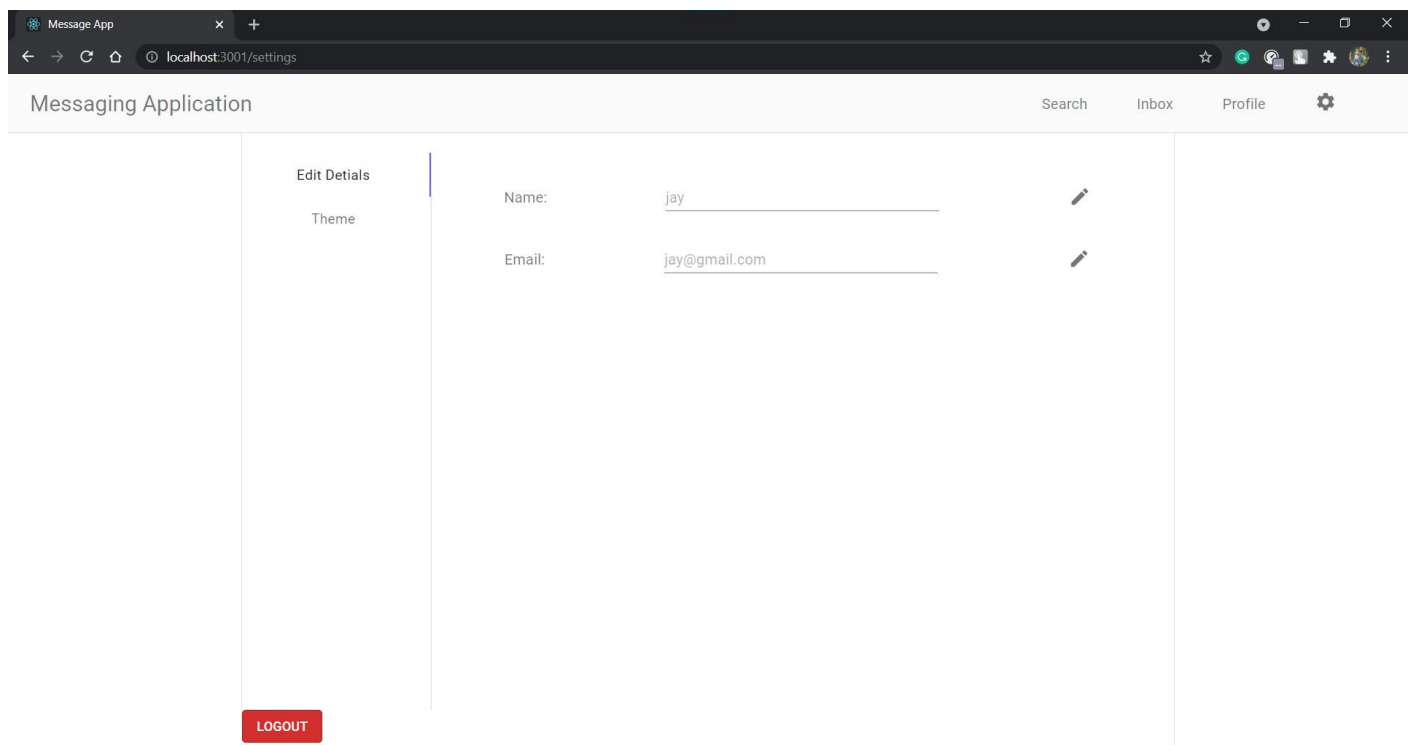 Message App
localhost:3001/settings
Messaging Application
Search
Inbox
Profile
Edit Detials
Theme
Name:
jay
Email:
jay@gmail.com
LOGOUT